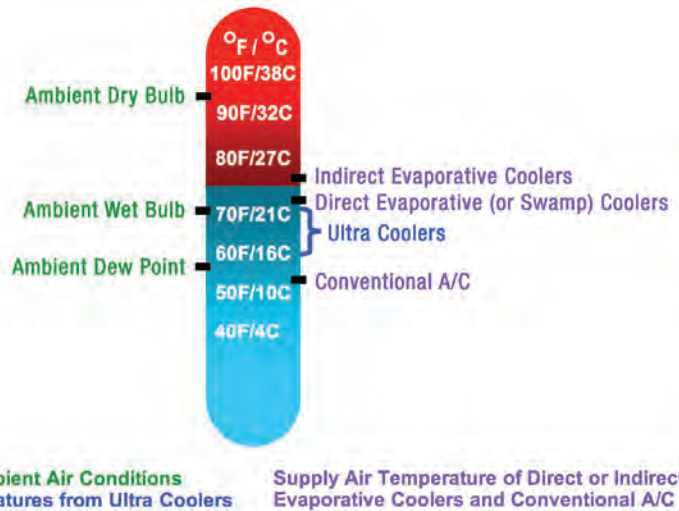 °F / °C
100F/38C
Ambient Dry Bulb
90F/32C
80F/27C
Indirect Evaporative Coolers
Direct Evaporative (or Swamp) Coolers
Ambient Wet Bulb
70F/21C
Ultra Coolers
60F/16C
Ambient Dew Point
Conventional A/C
50F/10C
40F/4C
Air Conditions
from Ultra Coolers
Supply Air Temperature of Direct or Indirect
Evaporative Coolers and Conventional A/C